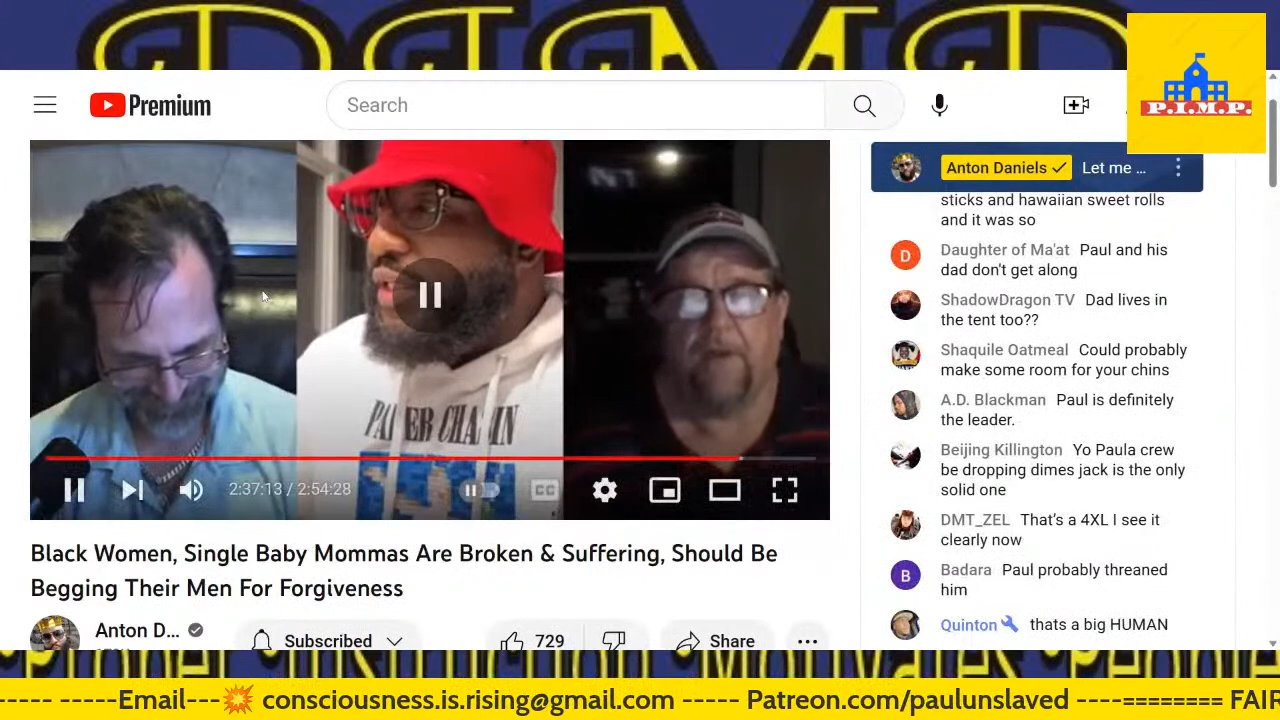 P.I.M.P.
Premium
Search
P.I.M.P.
Anton Daniels Let me ...
sticks and hawaiian sweet rolls
and it was so
D
Daughter of Ma'at Paul and his
dad don't get along
ShadowDragon TV Dad lives in
the tent too??
Shaquile Oatmeal Could probably
make some room for your chins
A.D. Blackman Paul is definitely
the leader.
Beijing Killington Yo Paula crew
be dropping dimes jack is the only
solid one
DMT_ZEL That's a 4XL I see it
clearly now
B
Badara Paul probably threaned
him
Quinton thats a big HUMAN
2:37:13 / 2:54:28
CC
Black Women, Single Baby Mommas Are Broken & Suffering, Should Be
Begging Their Men For Forgiveness
Anton D...
Subscribed
729
Share
Proper Instruction Motivates People
----- -----Email---💥 consciousness.is.rising@gmail.com ----- Patreon.com/paulunslaved ----======== FAIR